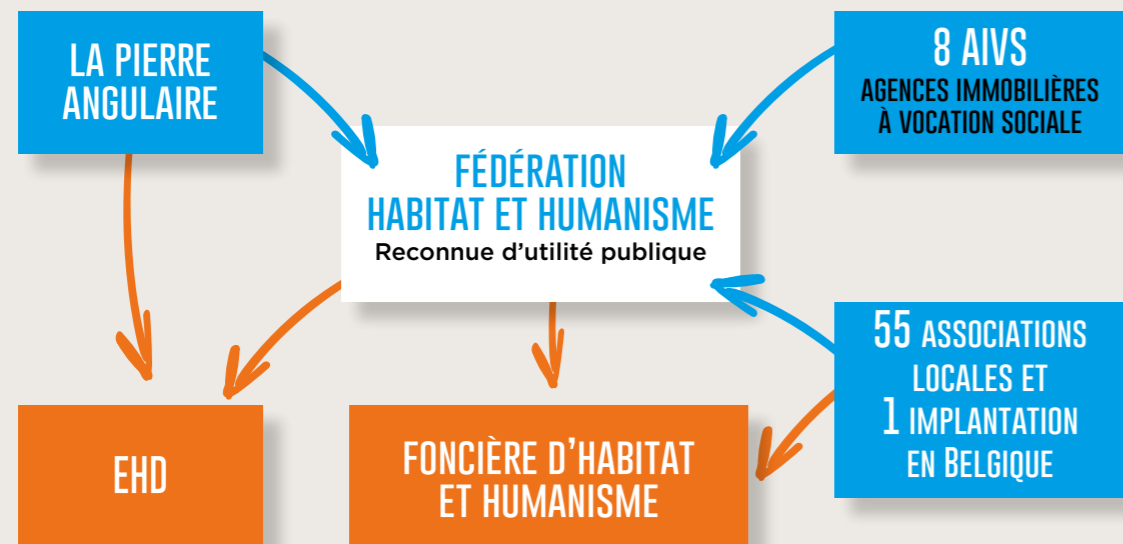 LA PIERRE
ANGULAIRE
8 AIVS
AGENCES IMMOBILIÈRES
À VOCATION SOCIALE
FÉDÉRATION
HABITAT ET HUMANISME
Reconnue d'utilité publique
55 ASSOCIATIONS
LOCALES ET
1 IMPLANTATION
EN BELGIQUE
EHD
FONCIÈRE D'HABITAT
ET HUMANISME